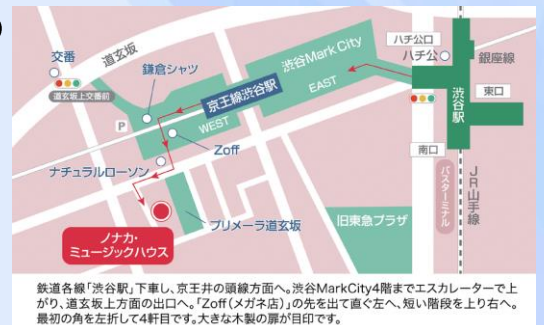 道玄坂
交番
鎌倉シャツ
渋谷Mark City
ハチ公口
ハチ公
銀座線
道玄坂上交番前
京王線渋谷駅
EAST
渋谷駅
東口
P
WEST
Zoff
南口
ナチュラルローソン
バスターミナル
JR山手線
プリメーラ道玄坂
旧東急プラザ
ノナカ・
ミュージックハウス
鉄道各線「渋谷駅」下車し、京王井の頭線方面へ。渋谷MarkCity4階までエスカレーターで上
がり、道玄坂上方面の出口へ。「Zoff(メガネ店)」の先を出て直ぐ左へ、短い階段を上り右へ。
最初の角を左折して4軒目です。大きな木製の扉が目印です。